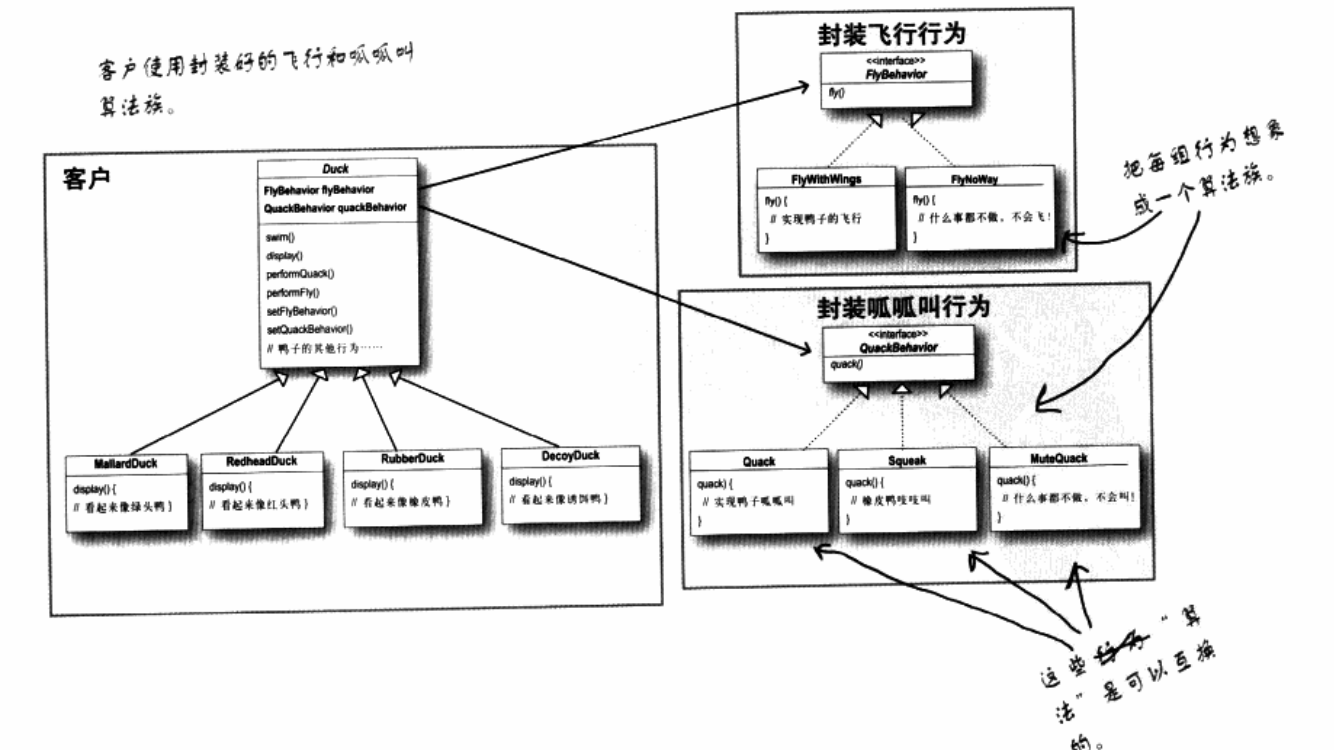 客户使用封装好的飞行和呱呱叫
算法族。
客户
Duck
FlyBehavior flyBehavior
QuackBehavior quackBehavior
swim()
display()
performQuack()
performFly()
setFlyBehavior()
setQuackBehavior()
// 鸭子的其他行为……
MallardDuck
display() {
// 看起来像绿头鸭 }
RedheadDuck
display() {
// 看起来像红头鸭 }
RubberDuck
display() {
// 看起来像橡皮鸭 }
DecoyDuck
display() {
// 看起来像诱饵鸭 }
封装飞行行为
<<interface>>
FlyBehavior
fly()
FlyWithWings
fly() {
// 实现鸭子的飞行
}
FlyNoWay
fly() {
// 什么事都不做,不会飞!
}
把每组行为想象
成一个算法族。
封装呱呱叫行为
<<interface>>
QuackBehavior
quack()
Quack
quack) {
// 实现鸭子呱呱叫
}
Squeak
quack() {
// 橡皮鸭吱吱叫
}
MuteQuack
quack() {
// 什么事都不做,不会叫!
}
这些行为“算
法”是可以互换
的。